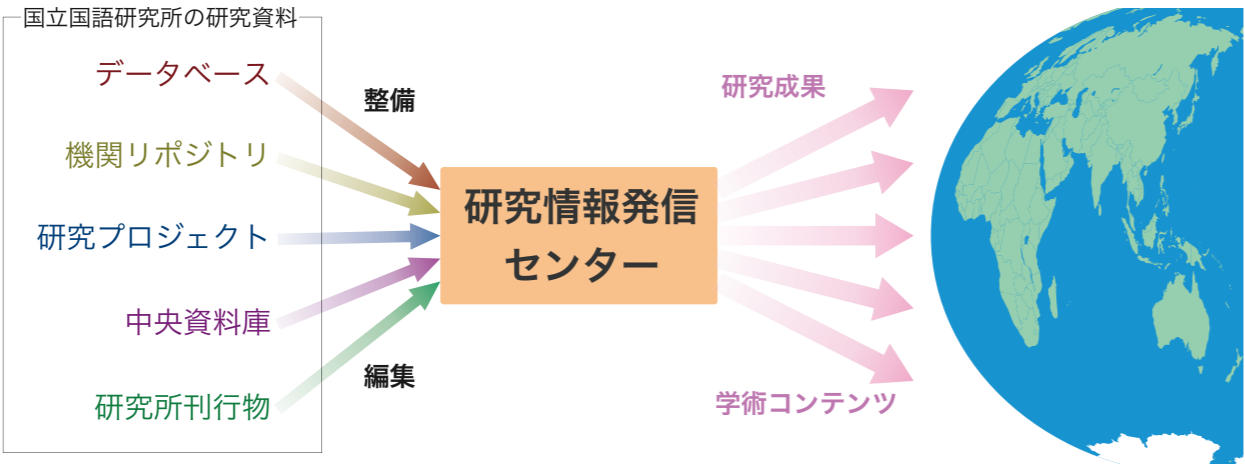 国立国語研究所の研究資料
データベース
機関リポジトリ
研究プロジェクト
中央資料庫
研究所刊行物
整備
編集
研究情報発信
センター
研究成果
学術コンテンツ